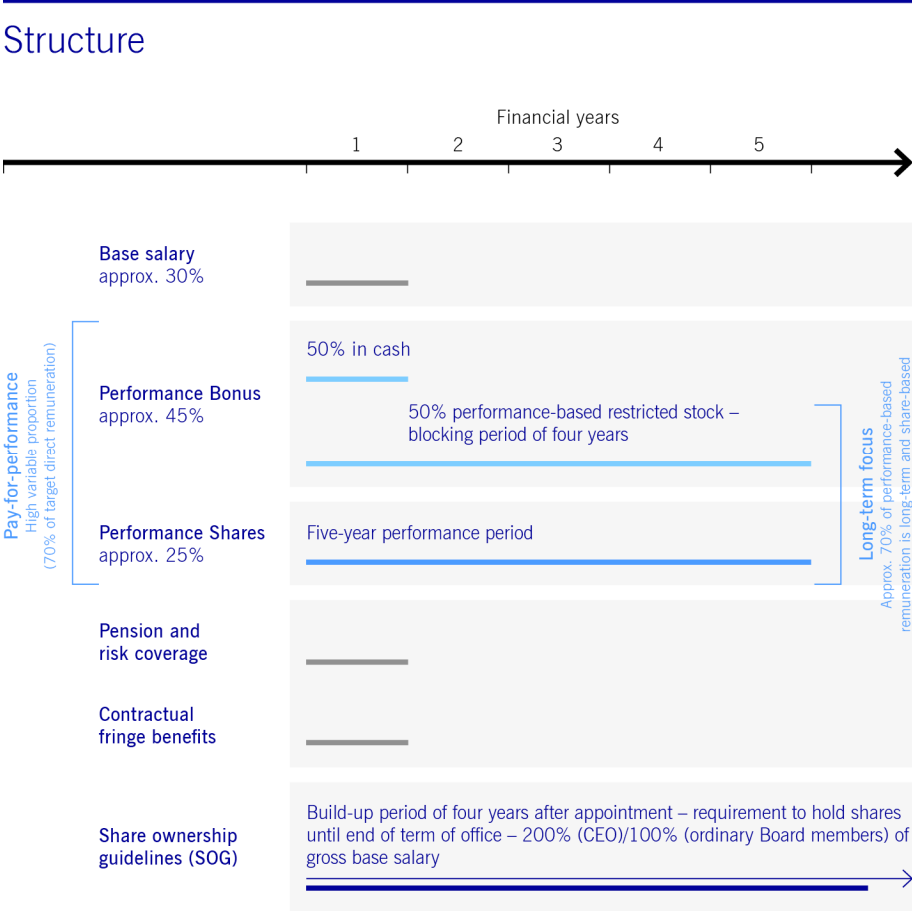 Structure
Financial years
1 2 3 4 5
Base salary
approx. 30%
Pay-for-performance
High variable proportion
(70% of target direct remuneration)
Performance Bonus
approx. 45%
50% in cash
50% performance-based restricted stock –
blocking period of four years
Performance Shares
approx. 25%
Five-year performance period
Long-term focus
Approx. 70% of performance-based
remuneration is long-term and share-based
Pension and
risk coverage
Contractual
fringe benefits
Share ownership
guidelines (SOG)
Build-up period of four years after appointment – requirement to hold shares
until end of term of office – 200% (CEO)/100% (ordinary Board members) of
gross base salary